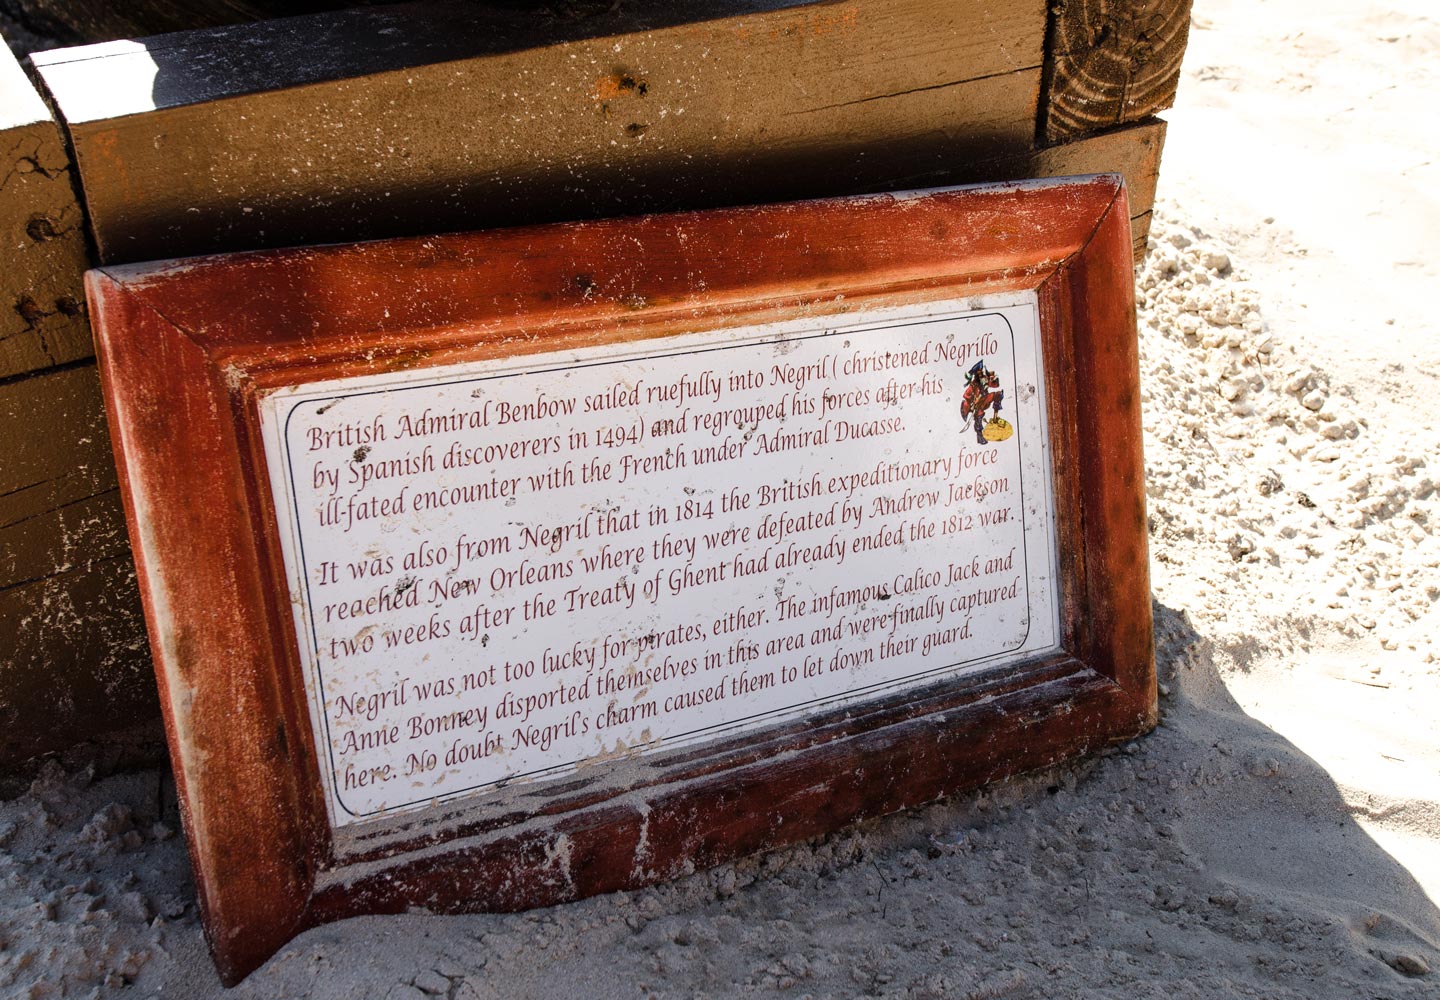 British Admiral Benbow sailed ruefully into Negril ( christened Negrillo
by Spanish discoverers in 1494) and regrouped his forces after his
ill-fated encounter with the French under Admiral Ducasse.
It was also from Negril that in 1814 the British expeditionary force
reached New Orleans where they were defeated by Andrew Jackson
two weeks after the Treaty of Ghent had already ended the 1812 war.
Negril was not too lucky for pirates, either. The infamous Calico Jack and
Anne Bonney disported themselves in this area and were finally captured
here. No doubt Negril's charm caused them to let down their guard.